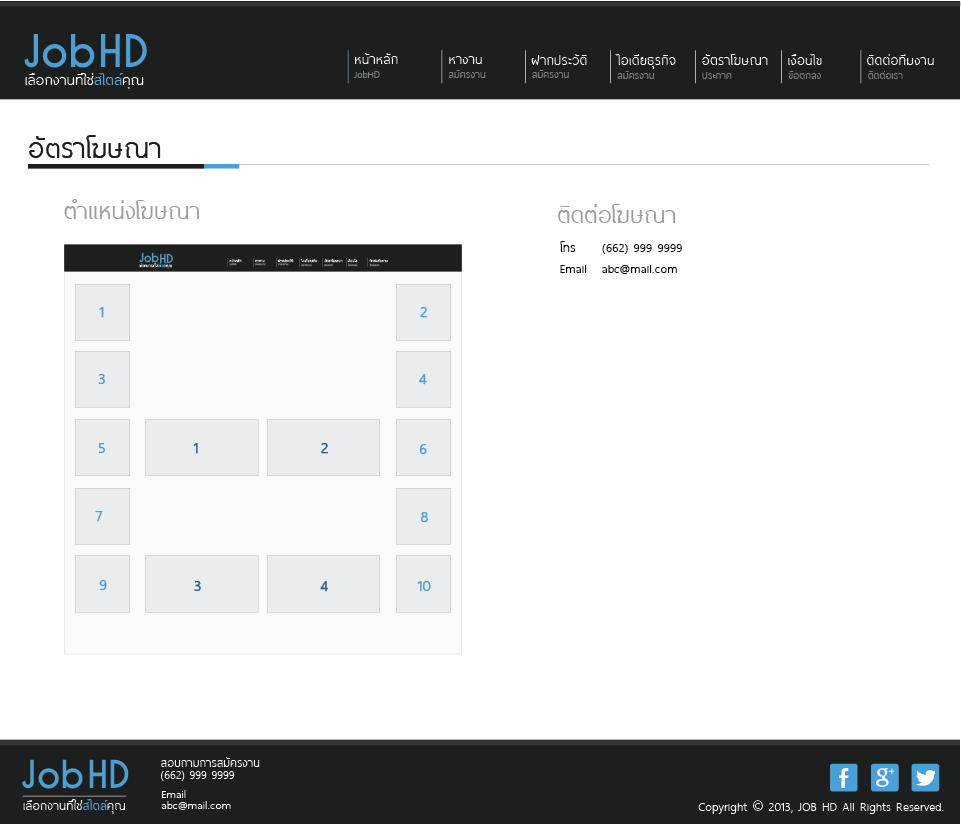 JobHD
เลือกงานที่ใช่สไตล์คุณ
หน้าหลัก
JobHD
หางาน
สมัครงาน
ฝากประวัติ
สมัครงาน
ไอเดียธุรกิจ
สมัครงาน
อัตราโฆษณา
ประกาศ
เงื่อนไข
ข้อตกลง
ติดต่อทีมงาน
ติดต่อเรา
อัตราโฆษณา
ตำแหน่งโฆษณา
ติดต่อโฆษณา
โทร (662) 999 9999
Email abc@mail.com
JobHD
1 2
3 4
5 1 2 6
7 8
9 3 4 10
JobHD
เลือกงานที่ใช่สไตล์คุณ
สอบถามการสมัครงาน
(662) 999 9999
Email
abc@mail.com
Copyright © 2013, JOB HD All Rights Reserved.